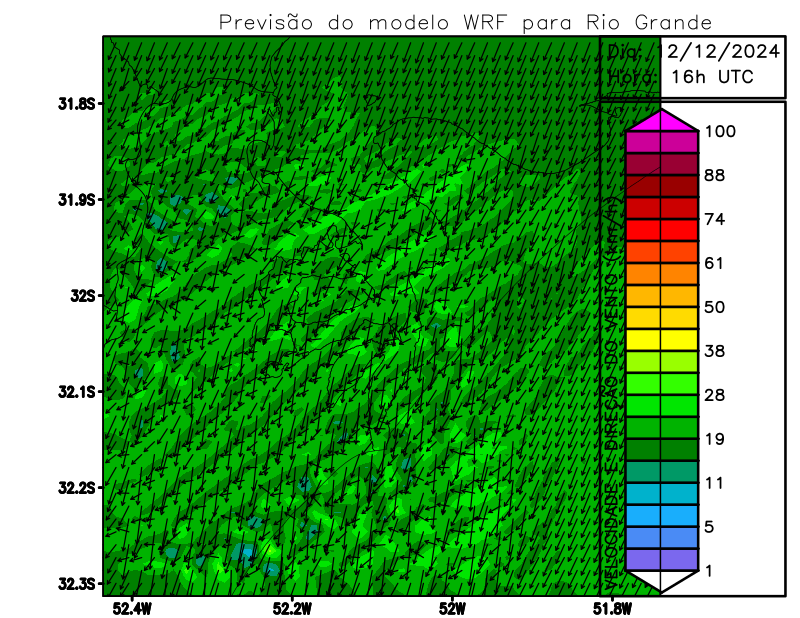 Previsão do modelo WRF para Rio Grande
Dia: 12/12/2024
Hora: 16h UTC
31.8S
31.9S
32S
32.1S
32.2S
32.3S
52.4W
52.2W
52W
51.8W
VELOCIDADE E DIREÇÃO DO VENTO (km/h)
100
88
74
61
50
38
28
19
11
5
1